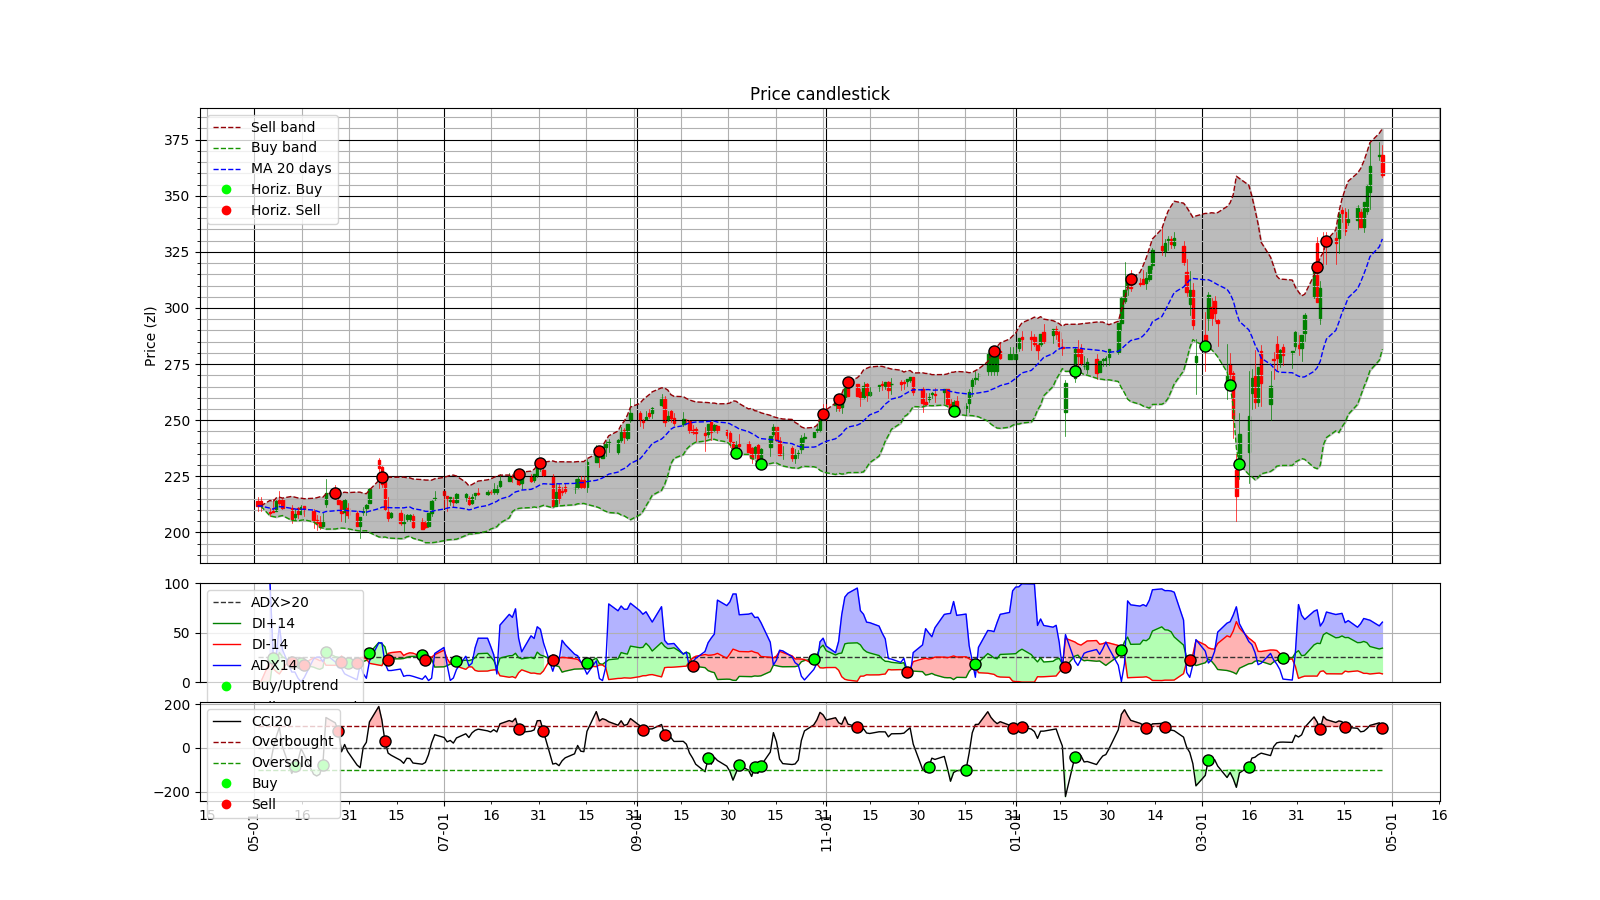 Price candlestick
Sell band
Buy band
MA 20 days
Horiz. Buy
Horiz. Sell
375
350
325
300
275
250
225
200
Price (zl)
ADX>20
DI+14
DI-14
ADX14
Buy/Uptrend
100
50
0
CCI20
Overbought
Oversold
Buy
Sell
200
0
−200
15 16 31 15 16 31 15 31 15 30 15 31 15 30 15 31 15 30 14 16 31 15 16
05-01 07-01 09-01 11-01 01-01 03-01 05-01